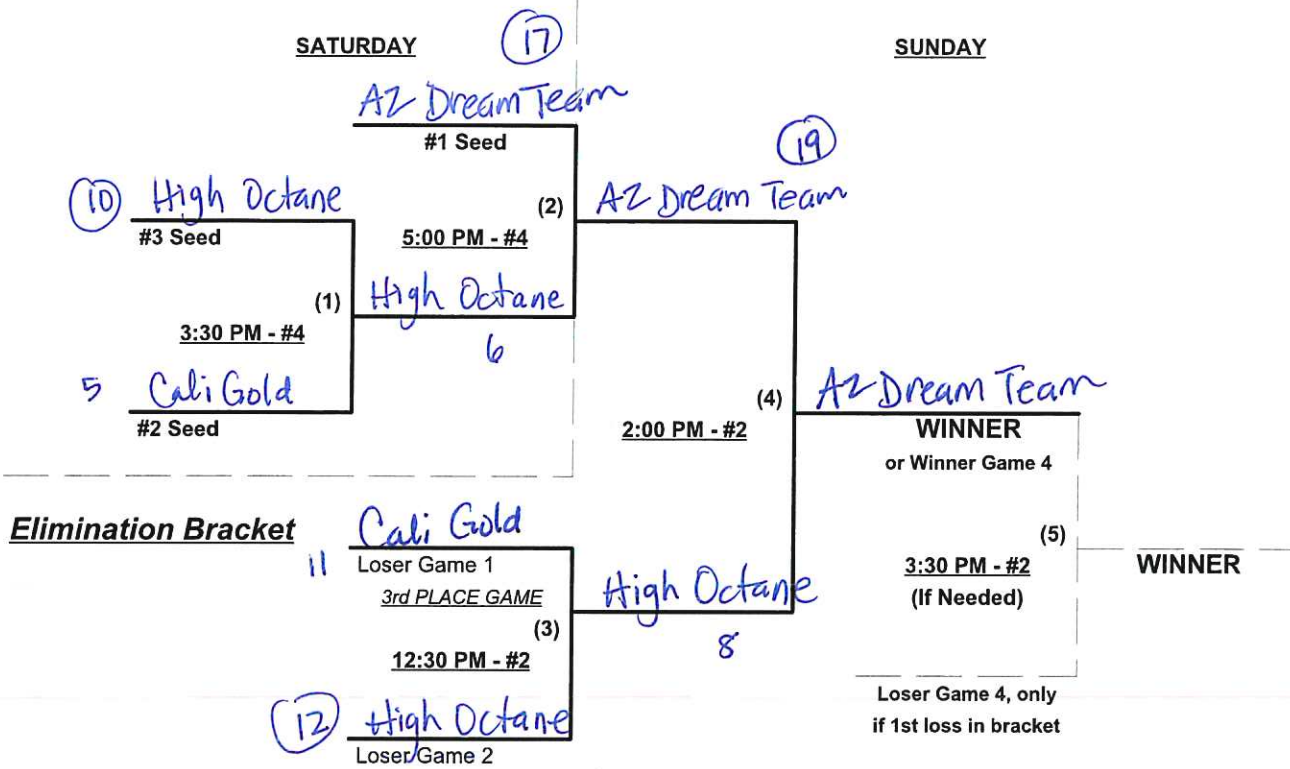 SATURDAY
17
SUNDAY
AZ Dream Team
#1 Seed
19
10 High Octane
#3 Seed
(2)
AZ Dream Team
5:00 PM - #4
(1)
High Octane
3:30 PM - #4
6
5 Cali Gold
#2 Seed
(4)
AZ Dream Team
2:00 PM - #2
WINNER
or Winner Game 4
Elimination Bracket
Cali Gold
11
Loser Game 1
3rd PLACE GAME
(3)
12:30 PM - #2
High Octane
8
(5)
3:30 PM - #2
(If Needed)
WINNER
12 High Octane
Loser Game 2
Loser Game 4, only
if 1st loss in bracket